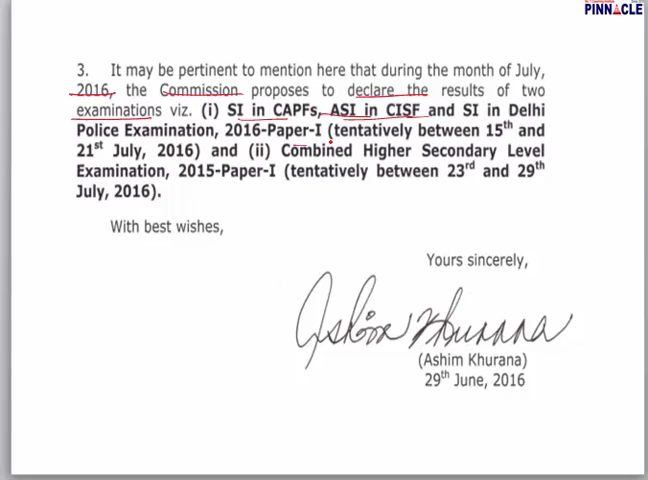 PINNACLE
3. It may be pertinent to mention here that during the month of July,
2016, the Commission proposes to declare the results of two
examinations viz. (i) SI in CAPFs, ASI in CISF and SI in Delhi
Police Examination, 2016-Paper-I (tentatively between 15th and
21st July, 2016) and (ii) Combined Higher Secondary Level
Examination, 2015-Paper-I (tentatively between 23rd and 29th
July, 2016).
With best wishes,
Yours sincerely,
Ashim Khurana
(Ashim Khurana)
29th June, 2016